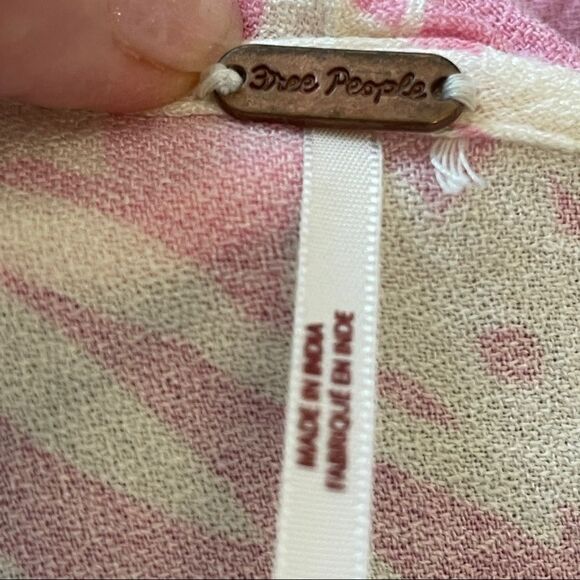 Free People
MADE IN INDIA
FABRIQUÉ EN INDE